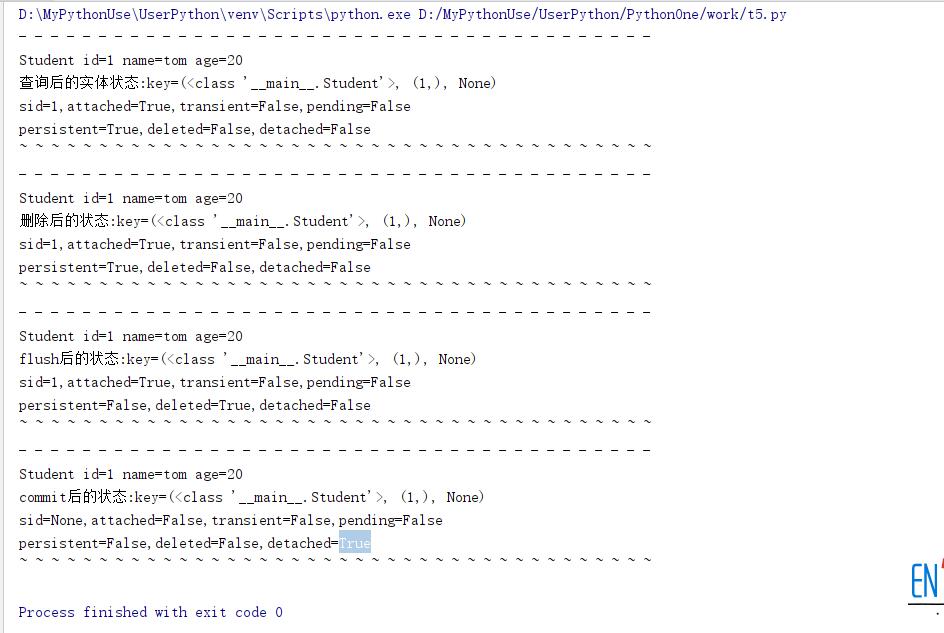 D:\MyPythonUse\UserPython\venv\Scripts\python.exe D:/MyPythonUse/UserPython/PythonOne/work/t5.py
- - - - - - - - - - - - - - - - - - - - - - - - - - - - - - - - - - - - - - - -
Student id=1 name=tom age=20
查询后的实体状态:key=(<class '__main__.Student'>, (1,), None)
sid=1,attached=True,transient=False,pending=False
persistent=True,deleted=False,detached=False
~ ~ ~ ~ ~ ~ ~ ~ ~ ~ ~ ~ ~ ~ ~ ~ ~ ~ ~ ~ ~ ~ ~ ~ ~ ~ ~ ~ ~ ~ ~ ~ ~ ~ ~ ~ ~ ~ ~ ~
- - - - - - - - - - - - - - - - - - - - - - - - - - - - - - - - - - - - - - - -
Student id=1 name=tom age=20
删除后的状态:key=(<class '__main__.Student'>, (1,), None)
sid=1,attached=True,transient=False,pending=False
persistent=True,deleted=False,detached=False
~ ~ ~ ~ ~ ~ ~ ~ ~ ~ ~ ~ ~ ~ ~ ~ ~ ~ ~ ~ ~ ~ ~ ~ ~ ~ ~ ~ ~ ~ ~ ~ ~ ~ ~ ~ ~ ~ ~ ~
- - - - - - - - - - - - - - - - - - - - - - - - - - - - - - - - - - - - - - - -
Student id=1 name=tom age=20
flush后的状态:key=(<class '__main__.Student'>, (1,), None)
sid=1,attached=True,transient=False,pending=False
persistent=False,deleted=True,detached=False
~ ~ ~ ~ ~ ~ ~ ~ ~ ~ ~ ~ ~ ~ ~ ~ ~ ~ ~ ~ ~ ~ ~ ~ ~ ~ ~ ~ ~ ~ ~ ~ ~ ~ ~ ~ ~ ~ ~ ~
- - - - - - - - - - - - - - - - - - - - - - - - - - - - - - - - - - - - - - - -
Student id=1 name=tom age=20
commit后的状态:key=(<class '__main__.Student'>, (1,), None)
sid=None,attached=False,transient=False,pending=False
persistent=False,deleted=False,detached=True
~ ~ ~ ~ ~ ~ ~ ~ ~ ~ ~ ~ ~ ~ ~ ~ ~ ~ ~ ~ ~ ~ ~ ~ ~ ~ ~ ~ ~ ~ ~ ~ ~ ~ ~ ~ ~ ~ ~ ~
EN
Process finished with exit code 0